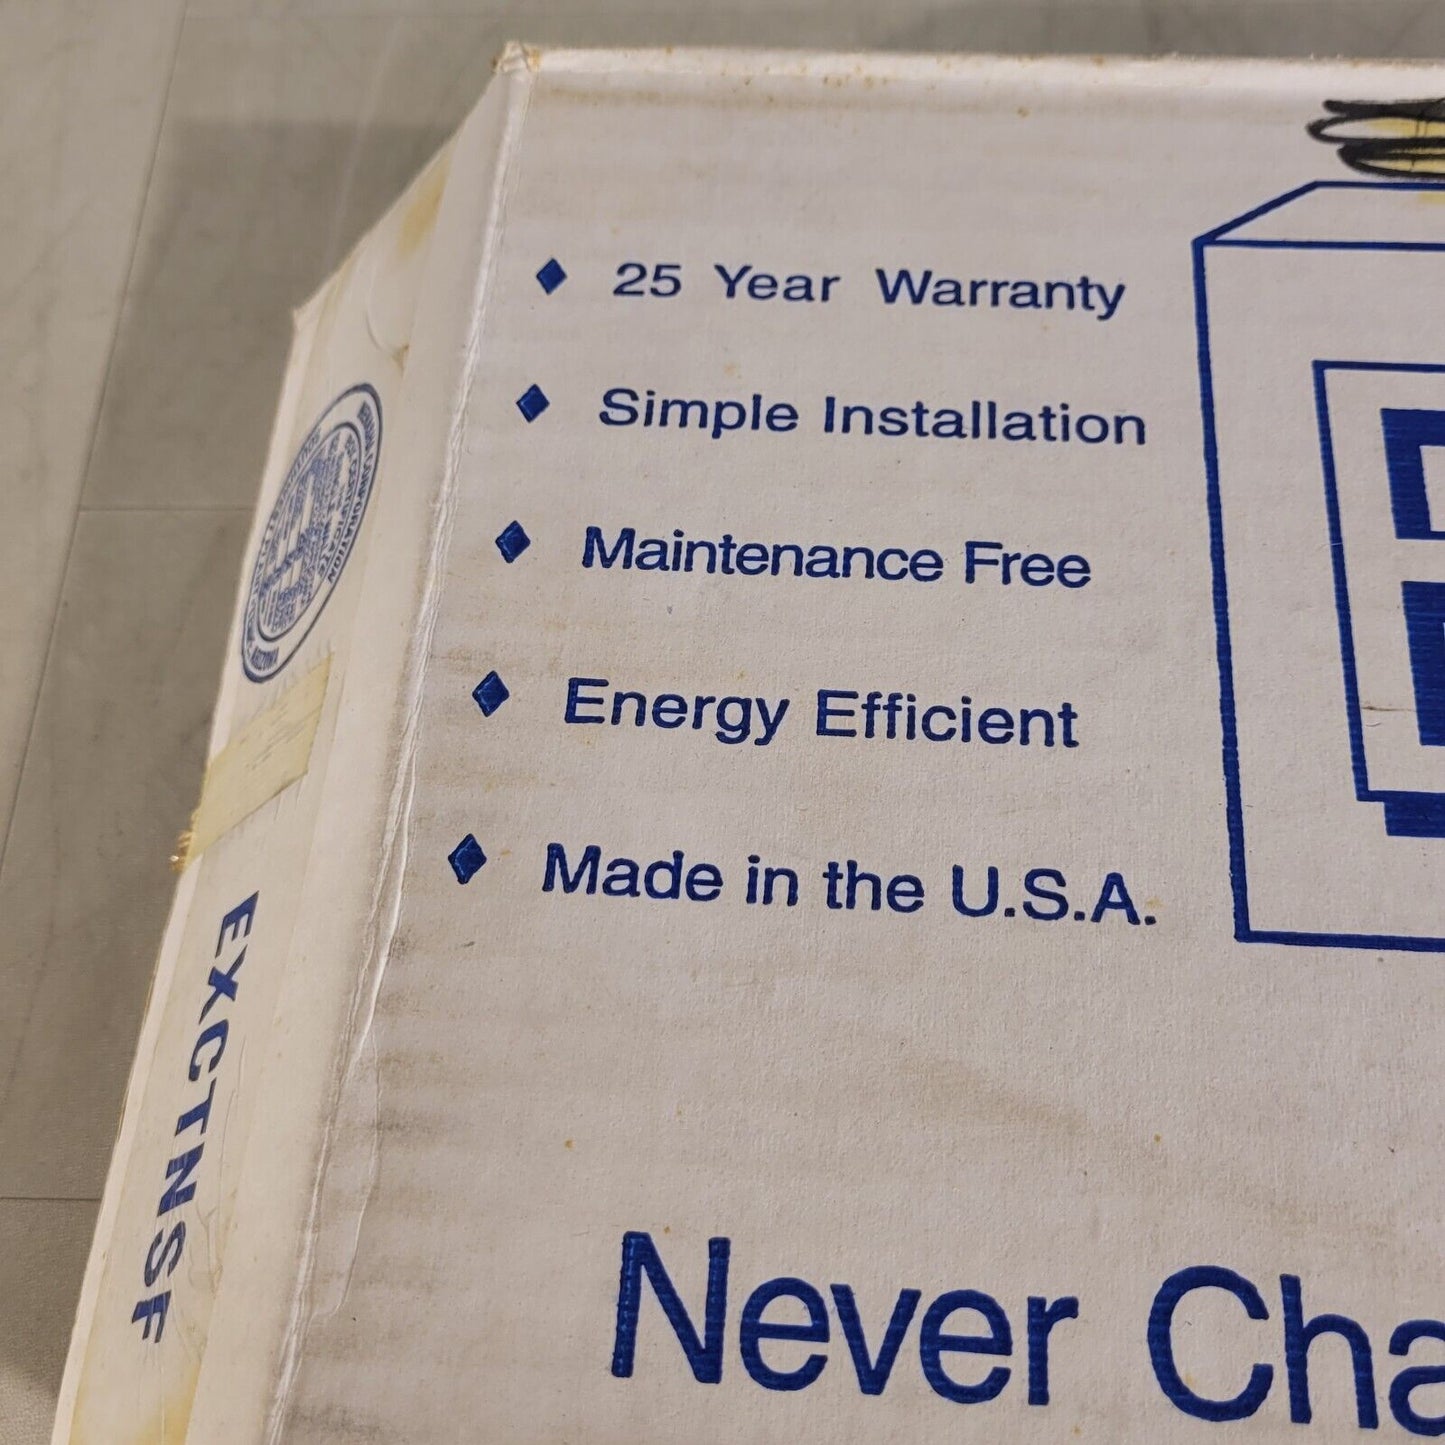 25 Year Warranty
Simple Installation
Maintenance Free
Energy Efficient
Made in the U.S.A.
Never Cha
EXCTNSF